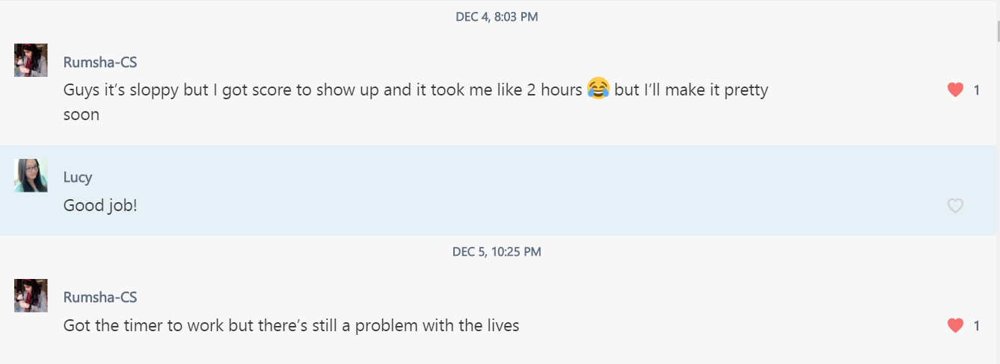 DEC 4, 8:03 PM
Rumsha-CS
Guys it’s sloppy but I got score to show up and it took me like 2 hours 😂 but I’ll make it pretty
soon
1
Lucy
Good job!
DEC 5, 10:25 PM
Rumsha-CS
Got the timer to work but there’s still a problem with the lives
1